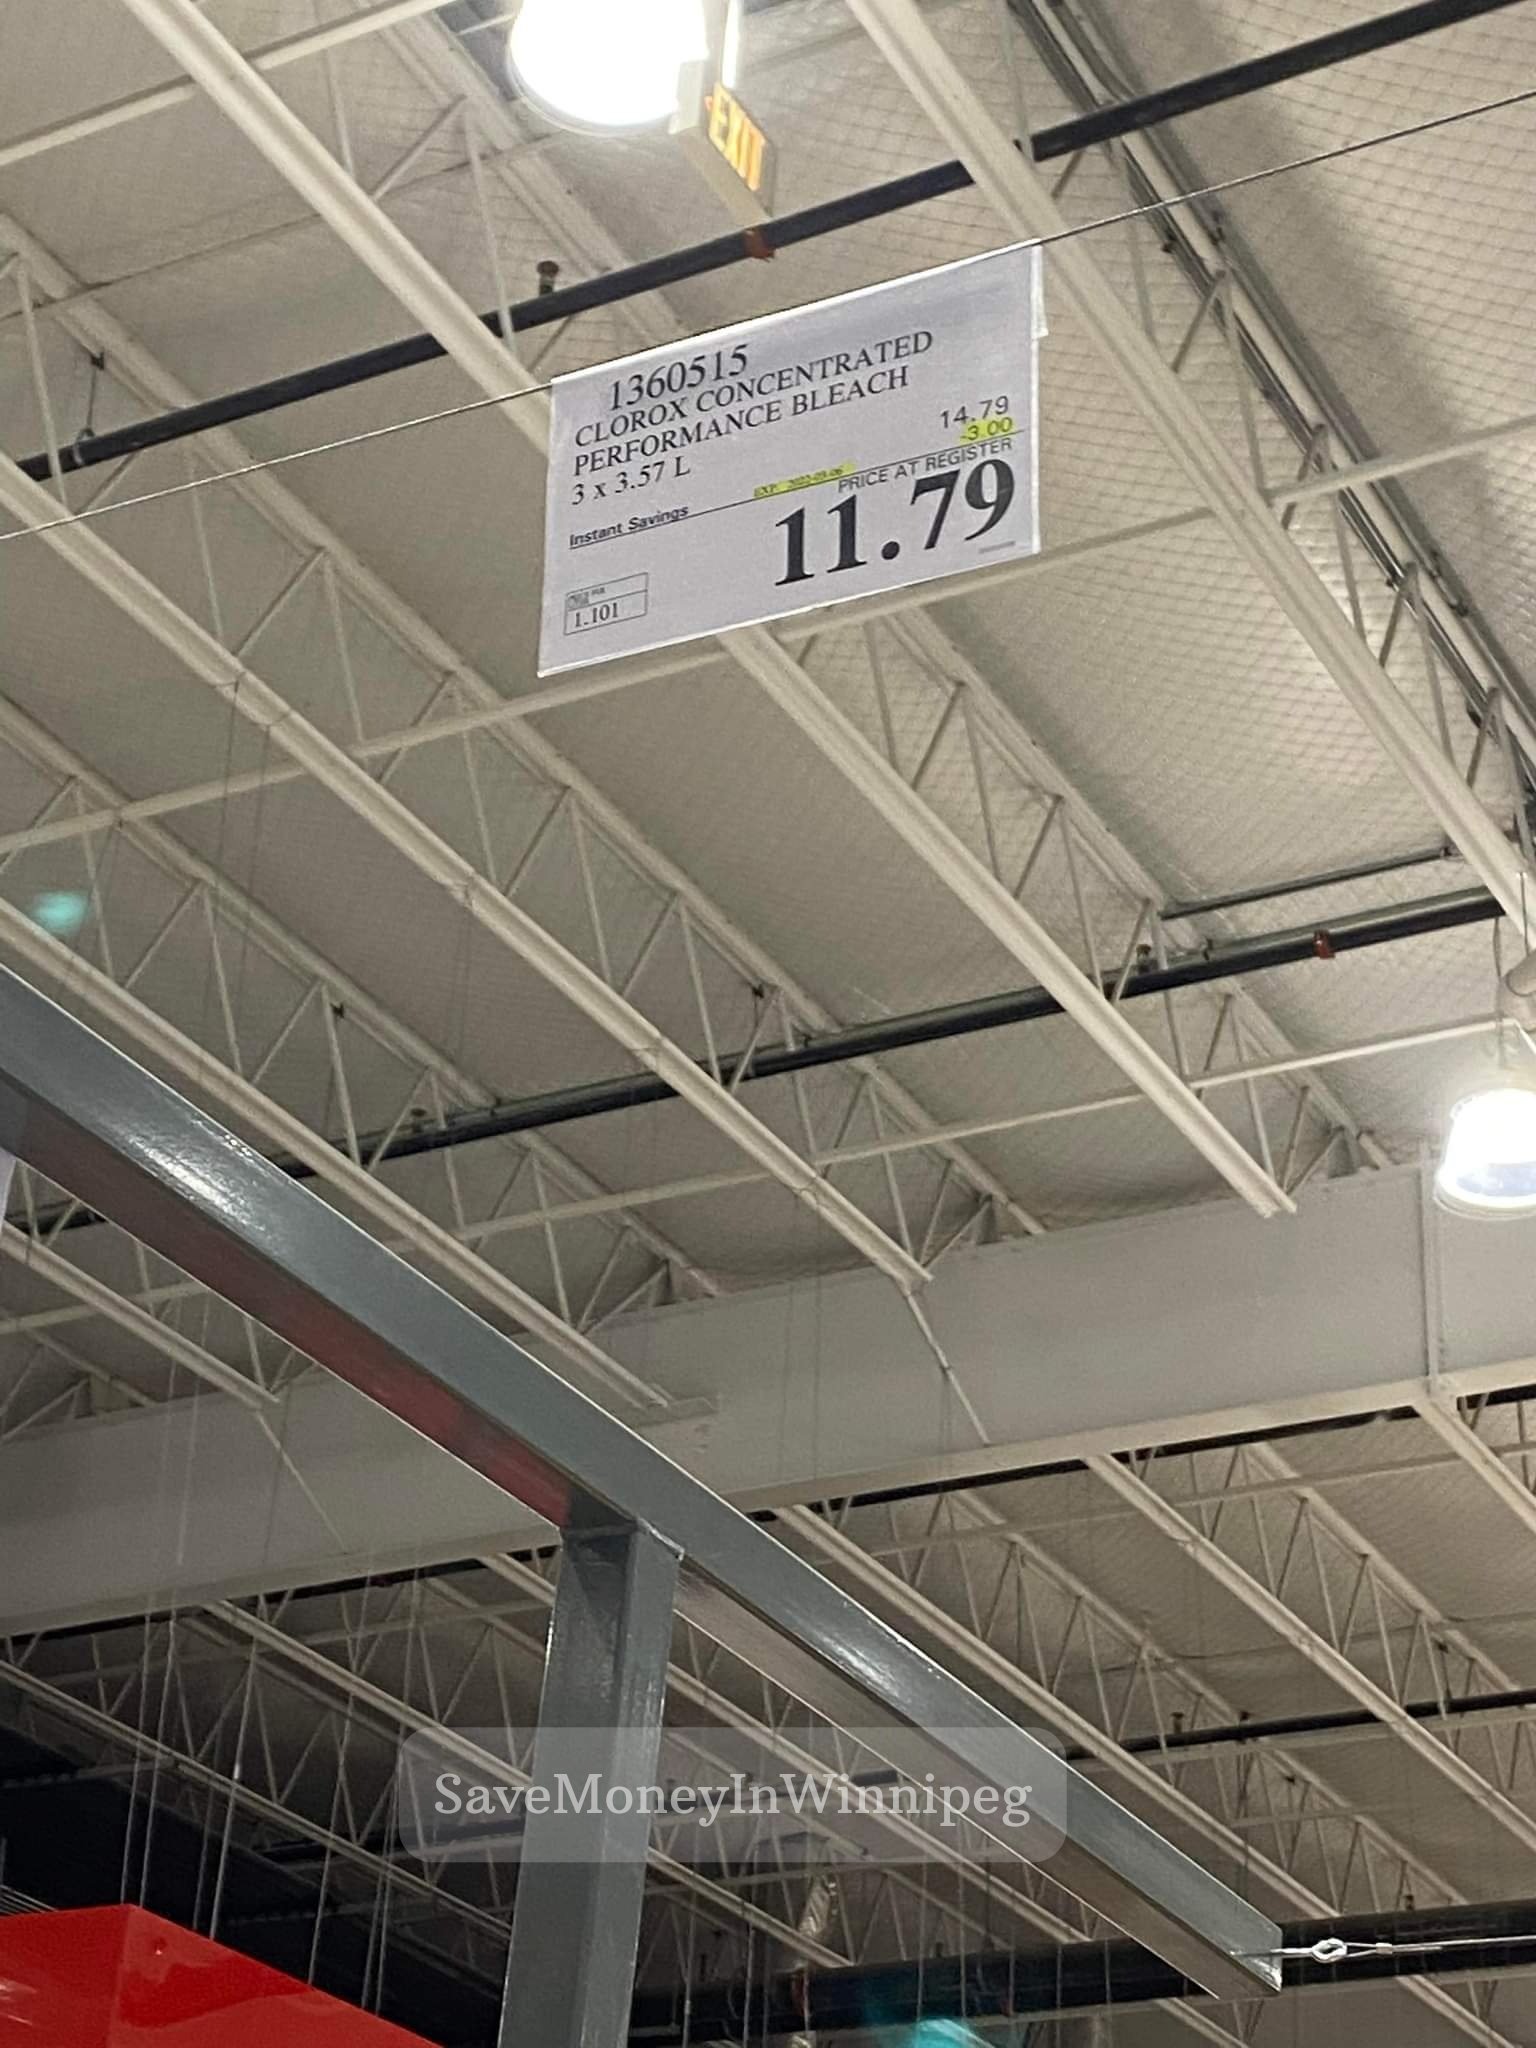 EXIT
1360515
CLOROX CONCENTRATED
PERFORMANCE BLEACH
3 x 3.57 L
14.79
-3.00
Instant Savings
PRICE AT REGISTER
11.79
1.101
SaveMoneyInWinnipeg